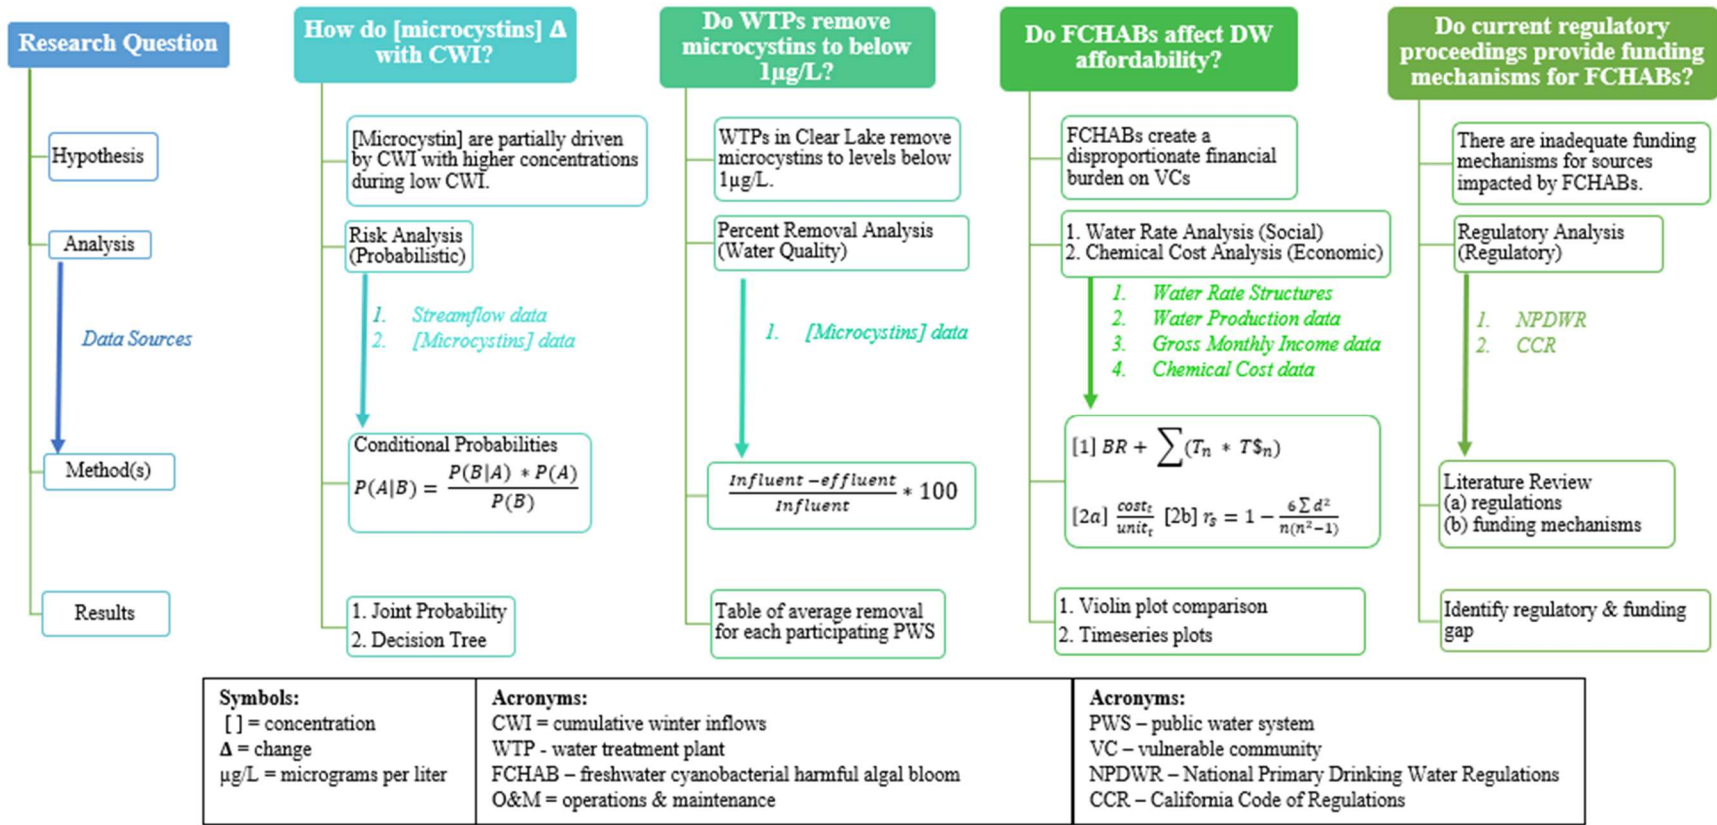 Research Question
Hypothesis
Analysis
Data Sources
Method(s)
Results
How do [microcystins] Δ
with CWI?
[Microcystin] are partially driven
by CWI with higher concentrations
during low CWI.
Risk Analysis
(Probabilistic)
1. Streamflow data
2. [Microcystins] data
Conditional Probabilities
P(A|B) = P(B|A) * P(A) / P(B)
1. Joint Probability
2. Decision Tree
Do WTPs remove
microcystins to below
1µg/L?
WTPs in Clear Lake remove
microcystins to levels below
1µg/L.
Percent Removal Analysis
(Water Quality)
1. [Microcystins] data
Influent −effluent / Influent * 100
Table of average removal
for each participating PWS
Do FCHABs affect DW
affordability?
FCHABs create a
disproportionate financial
burden on VCs
1. Water Rate Analysis (Social)
2. Chemical Cost Analysis (Economic)
1. Water Rate Structures
2. Water Production data
3. Gross Monthly Income data
4. Chemical Cost data
[1] BR + ∑(Tₙ * T$ₙ)
[2a] costₜ / unitₜ [2b] rₛ = 1 − 6 ∑ d² / n(n²−1)
1. Violin plot comparison
2. Timeseries plots
Do current regulatory
proceedings provide funding
mechanisms for FCHABs?
There are inadequate funding
mechanisms for sources
impacted by FCHABs.
Regulatory Analysis
(Regulatory)
1. NPDWR
2. CCR
Literature Review
(a) regulations
(b) funding mechanisms
Identify regulatory & funding
gap
Symbols:
[ ] = concentration
Δ = change
µg/L = micrograms per liter
Acronyms:
CWI = cumulative winter inflows
WTP - water treatment plant
FCHAB – freshwater cyanobacterial harmful algal bloom
O&M = operations & maintenance
Acronyms:
PWS – public water system
VC – vulnerable community
NPDWR – National Primary Drinking Water Regulations
CCR – California Code of Regulations